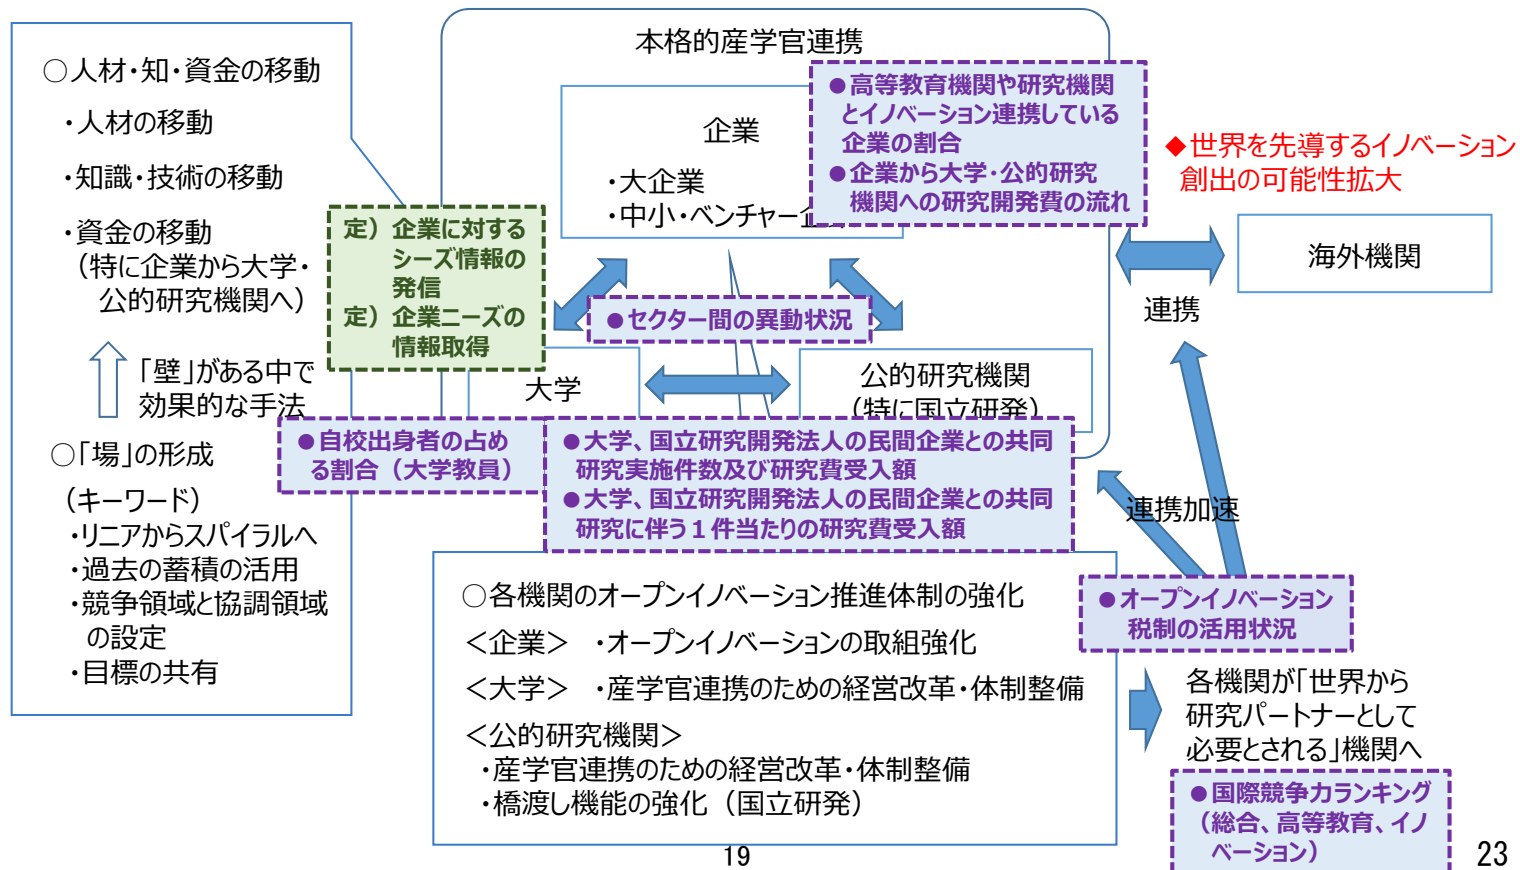 ○人材・知・資金の移動
・人材の移動
・知識・技術の移動
・資金の移動
（特に企業から大学・
公的研究機関へ）
「壁」がある中で
効果的な手法
○「場」の形成
（キーワード）
・リニアからスパイラルへ
・過去の蓄積の活用
・競争領域と協調領域
の設定
・目標の共有
本格的産学官連携
企業
・大企業
・中小・ベンチャー企
●高等教育機関や研究機関
とイノベーション連携している
企業の割合
●企業から大学・公的研究
機関への研究開発費の流れ
◆世界を先導するイノベーション
創出の可能性拡大
海外機関
連携
定）企業に対する
シーズ情報の
発信
定）企業ニーズの
情報取得
●セクター間の異動状況
大学
公的研究機関
（特に国立研発）
●自校出身者の占め
る割合（大学教員）
●大学、国立研究開発法人の民間企業との共同
研究実施件数及び研究費受入額
●大学、国立研究開発法人の民間企業との共同
研究に伴う１件当たりの研究費受入額
連携加速
●オープンイノベーション
税制の活用状況
○各機関のオープンイノベーション推進体制の強化
＜企業＞　・オープンイノベーションの取組強化
＜大学＞　・産学官連携のための経営改革・体制整備
＜公的研究機関＞
・産学官連携のための経営改革・体制整備
・橋渡し機能の強化（国立研発）
各機関が「世界から
研究パートナーとして
必要とされる」機関へ
●国際競争力ランキング
（総合、高等教育、イノ
ベーション）
19
23